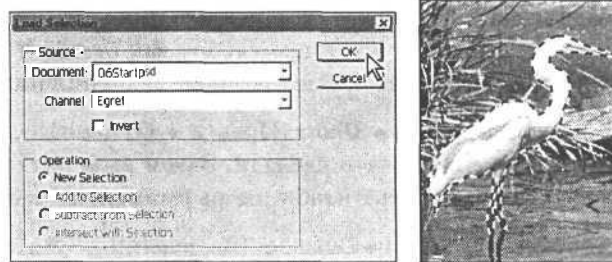 Load Selection
Source
Document: 06Start.psd
OK
Cancel
Channel Egret
Invert
Operation
New Selection
Add to Selection
Subtract from Selection
Intersect with Selection